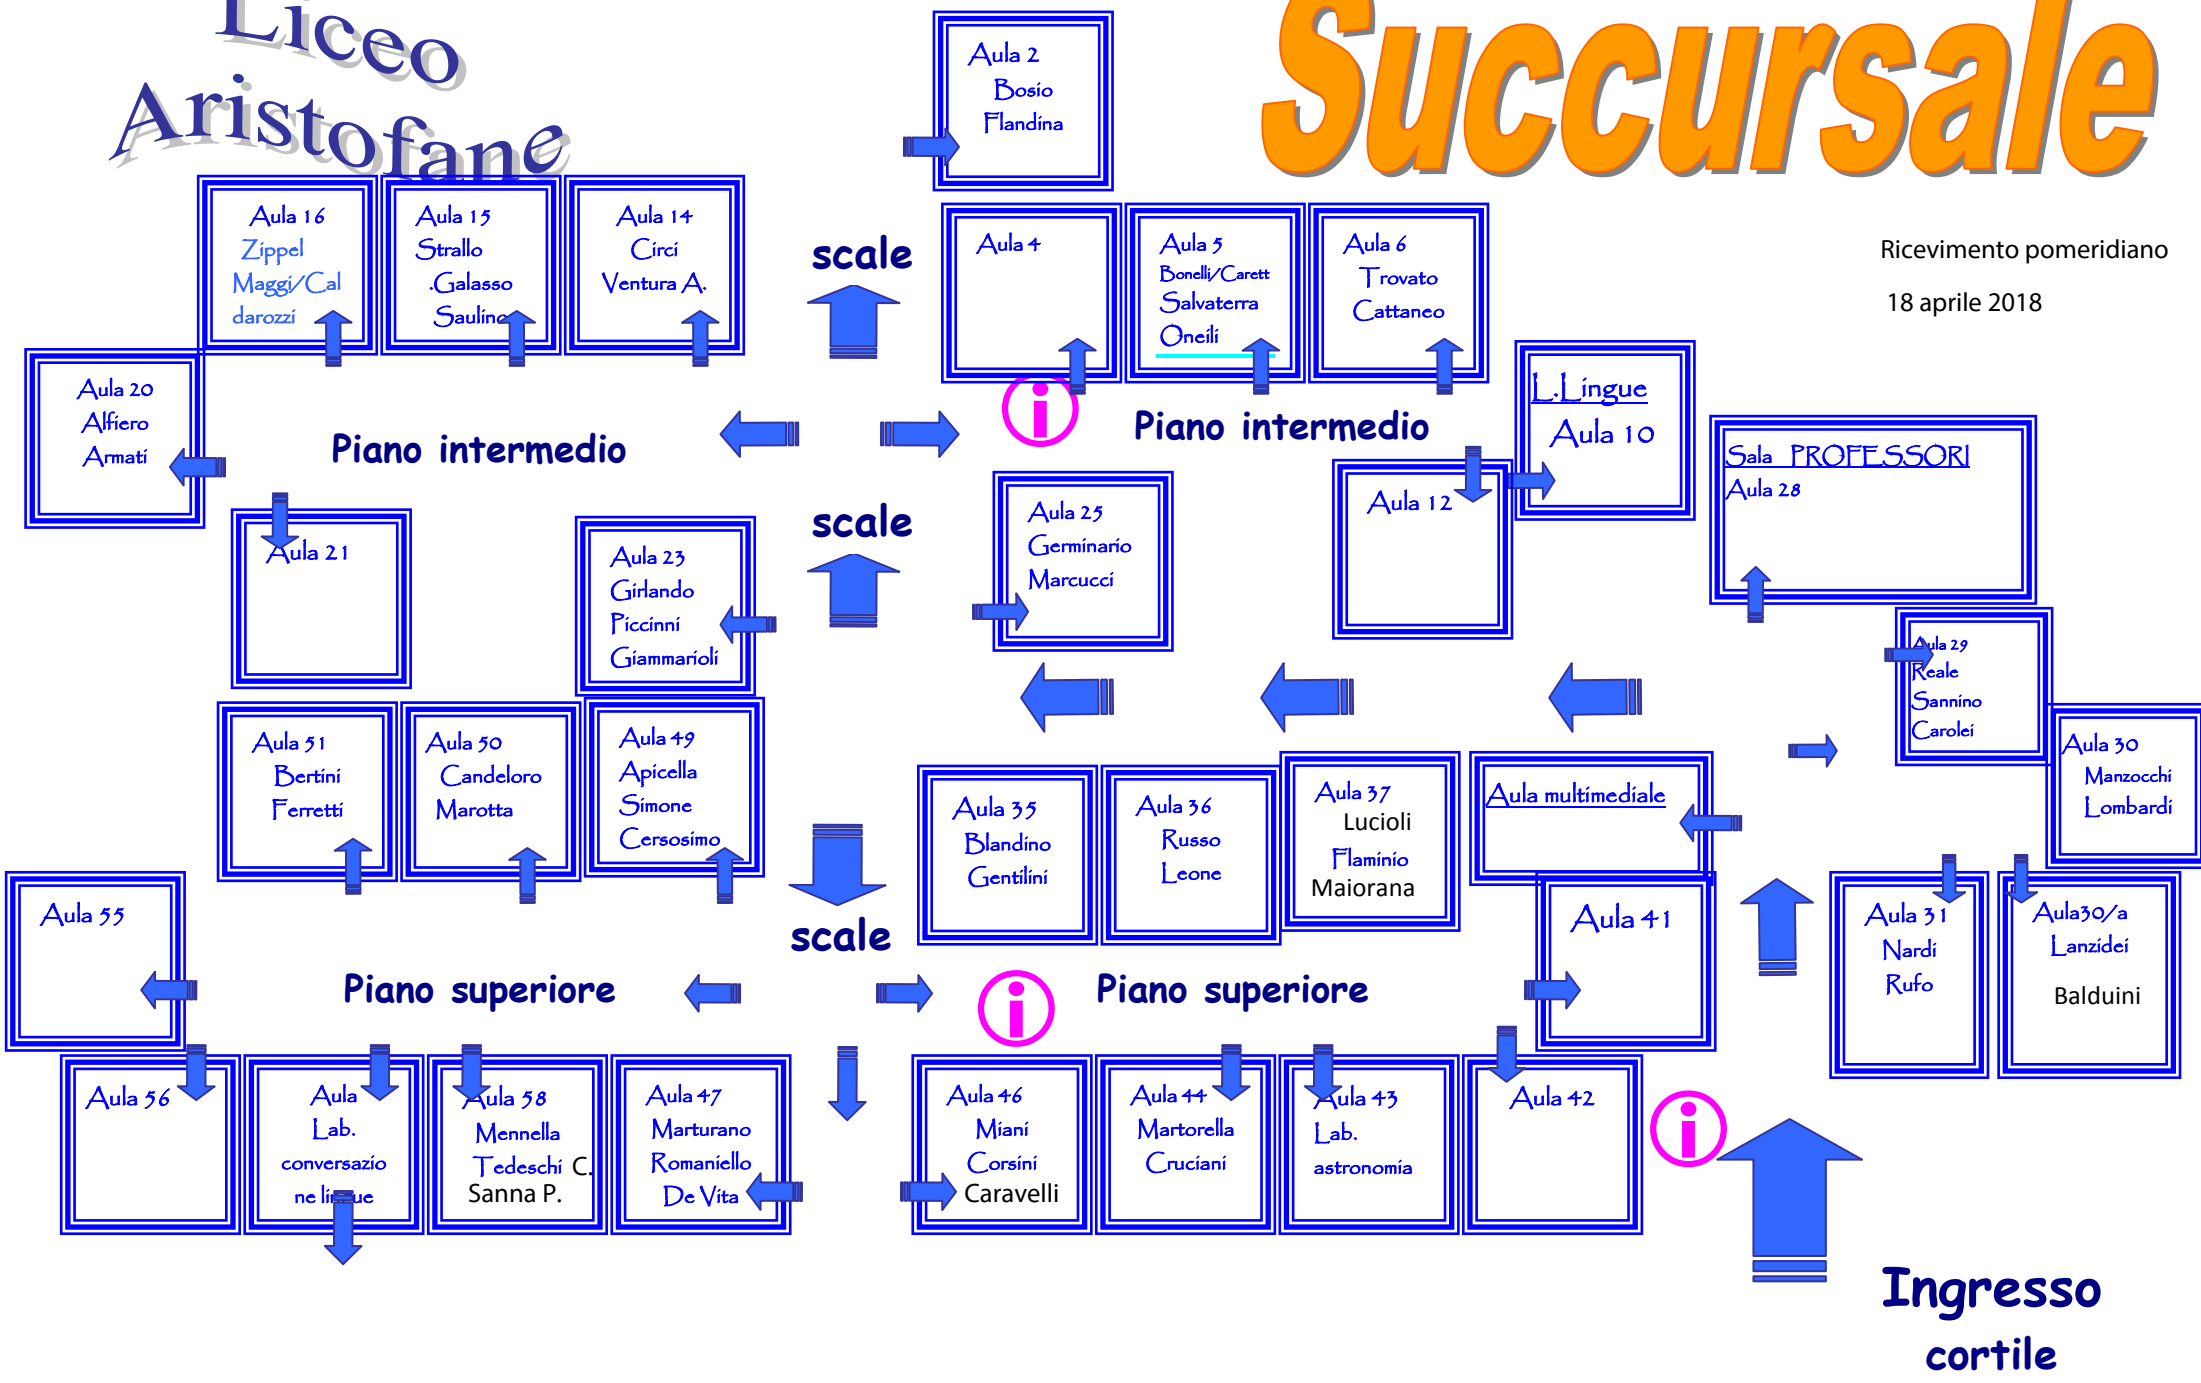 Liceo
Aristofane
Succursale
Ricevimento pomeridiano
18 aprile 2018
Aula 2
Bosio
Flandina
Aula 16
Zippel
Maggi/Cal
darozzi
Aula 15
Strallo
.Galasso
Saulino
Aula 14
Circi
Ventura A.
scale
Aula 4
Aula 5
Bonelli/Carett
Salvaterra
Oneili
Aula 6
Trovato
Cattaneo
L.Lingue
Aula 10
Sala PROFESSORI
Aula 28
Aula 20
Alfiero
Armati
Piano intermedio
Piano intermedio
Aula 21
Aula 23
Girlando
Piccinni
Giammarioli
scale
Aula 25
Germinario
Marcucci
Aula 12
Aula 29
Reale
Sannino
Carolei
Aula 30
Manzocchi
Lombardi
Aula 51
Bertini
Ferretti
Aula 50
Candeloro
Marotta
Aula 49
Apicella
Simone
Cersosimo
Aula 35
Blandino
Gentilini
Aula 36
Russo
Leone
Aula 37
Lucioli
Flaminio
Maiorana
Aula multimediale
Aula 41
Aula 31
Nardi
Rufo
Aula30/a
Lanzidei
Balduini
Aula 55
scale
Piano superiore
Piano superiore
Aula 56
Aula
Lab.
conversazio
ne lingue
Aula 58
Mennella
Tedeschi C.
Sanna P.
Aula 47
Marturano
Romaniello
De Vita
Aula 46
Miani
Corsini
Caravelli
Aula 44
Martorella
Cruciani
Aula 43
Lab.
astronomia
Aula 42
Ingresso
cortile